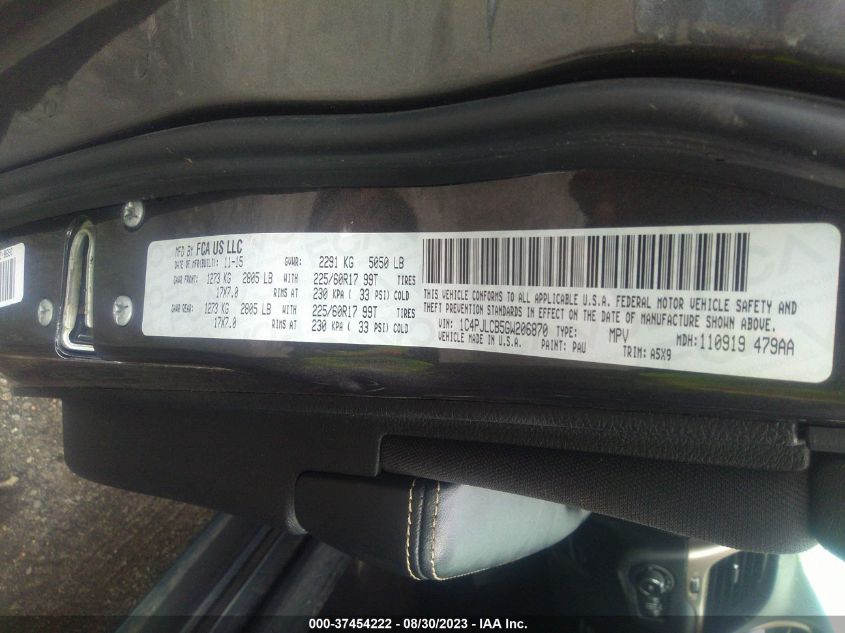 MFD BY FCA US LLC
DATE OF MFR(BUILT): 11-15 GVWR: 2291 KG 5050 LB
GAWR FRONT: 1273 KG 2805 LB WITH 225/60R17 99T TIRES
17X7.0 RIMS AT 230 KPA ( 33 PSI) COLD
GAWR REAR: 1273 KG 2805 LB WITH 225/60R17 99T TIRES
17X7.0 RIMS AT 230 KPA ( 33 PSI) COLD
THIS VEHICLE CONFORMS TO ALL APPLICABLE U.S.A. FEDERAL MOTOR VEHICLE SAFETY AND
THEFT PREVENTION STANDARDS IN EFFECT ON THE DATE OF MANUFACTURE SHOWN ABOVE.
VIN: 1C4PJLCB5GW206870 TYPE: MPV MDH: 110919 479AA
VEHICLE MADE IN U.S.A. PAINT: PAU TRIM: A5X9
000-37454222 - 08/30/2023 - IAA Inc.